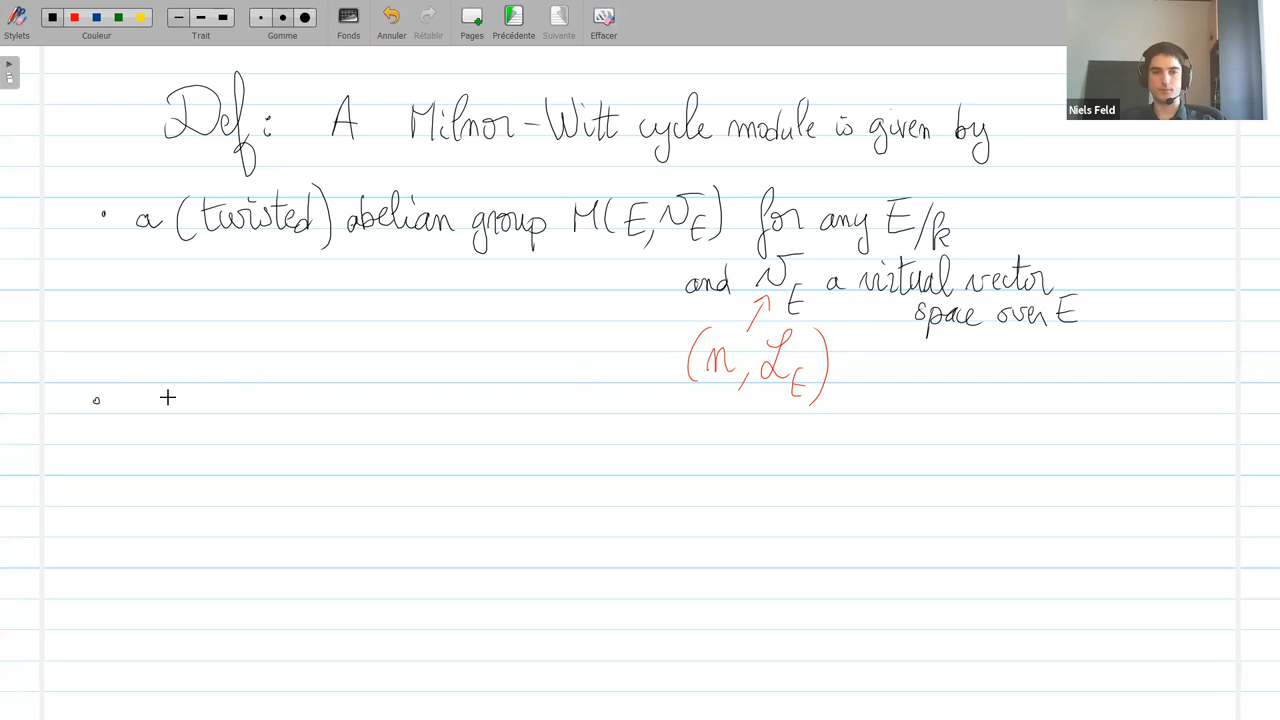 Stylets
Couleur
Trait
Gomme
Fonds
Annuler
Rétablir
Pages
Précédente
Suivante
Effacer
Niels Feld
Def: A Milnor-Witt cycle module is given by
• a (twisted) abelian group M(E, 𝒱_E) for any E/k
and 𝒱_E a virtual vector
space over E
(n, ℒ_E)
•